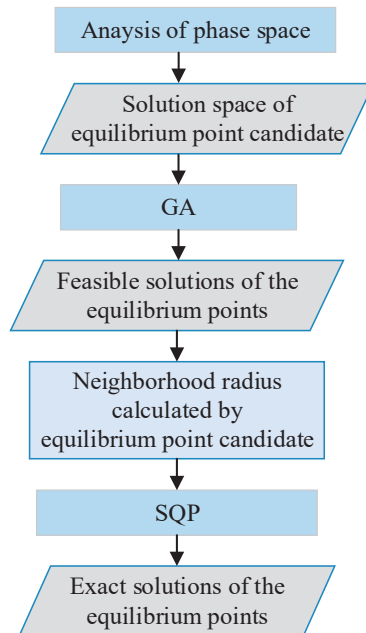 Anaysis of phase space
Solution space of
equilibrium point candidate
GA
Feasible solutions of the
equilibrium points
Neighborhood radius
calculated by
equilibrium point candidate
SQP
Exact solutions of the
equilibrium points